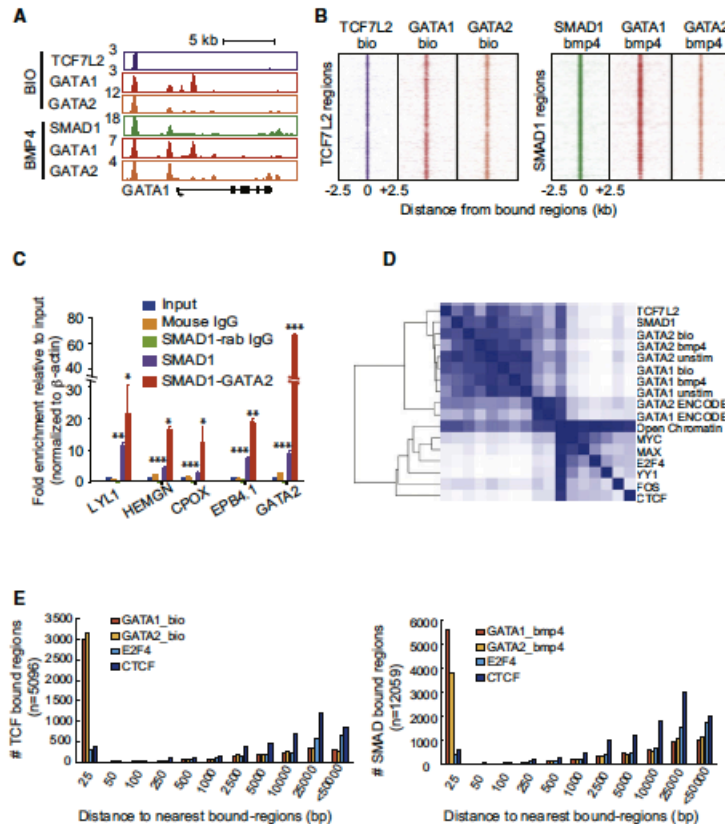 A
5 kb
BIO
TCF7L2
3
GATA1
3
GATA2
12
BMP4
SMAD1
18
GATA1
7
GATA2
4
GATA1
B
TCF7L2 GATA1 GATA2
bio bio bio
TCF7L2 regions
-2.5 0 +2.5
SMAD1 GATA1 GATA2
bmp4 bmp4 bmp4
SMAD1 regions
-2.5 0 +2.5
Distance from bound regions (kb)
C
Fold enrichment relative to input
(normalized to β-actin)
80
60
40
20
10
0
Input
Mouse IgG
SMAD1-rab IgG
SMAD1
SMAD1-GATA2
** *
*** *
*** *
*** **
*** ***
LYL1
HEMGN
CPOX
EPB4.1
GATA2
D
TCF7L2
SMAD1
GATA2 bio
GATA2 bmp4
GATA2 unstim
GATA1 bio
GATA1 bmp4
GATA1 unstim
GATA2 ENCODE
GATA1 ENCODE
Open Chromatin
MYC
MAX
E2F4
YY1
FOS
CTCF
E
# TCF bound regions
(n=5096)
3500
3000
2500
2000
1500
1000
500
0
GATA1_bio
GATA2_bio
E2F4
CTCF
25 50 100 250 500 1000 2500 5000 10000 25000 <50000
Distance to nearest bound-regions (bp)
# SMAD bound regions
(n=12059)
6000
5000
4000
3000
2000
1000
0
GATA1_bmp4
GATA2_bmp4
E2F4
CTCF
25 50 100 250 500 1000 2500 5000 10000 25000 <50000
Distance to nearest bound-regions (bp)